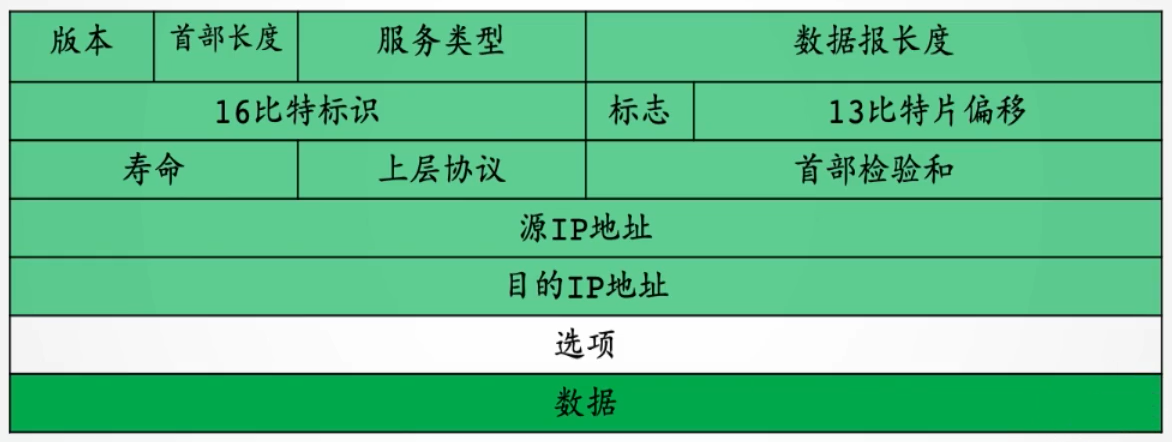 版本 首部长度 服务类型 数据报长度
16比特标识 标志 13比特片偏移
寿命 上层协议 首部检验和
源IP地址
目的IP地址
选项
数据